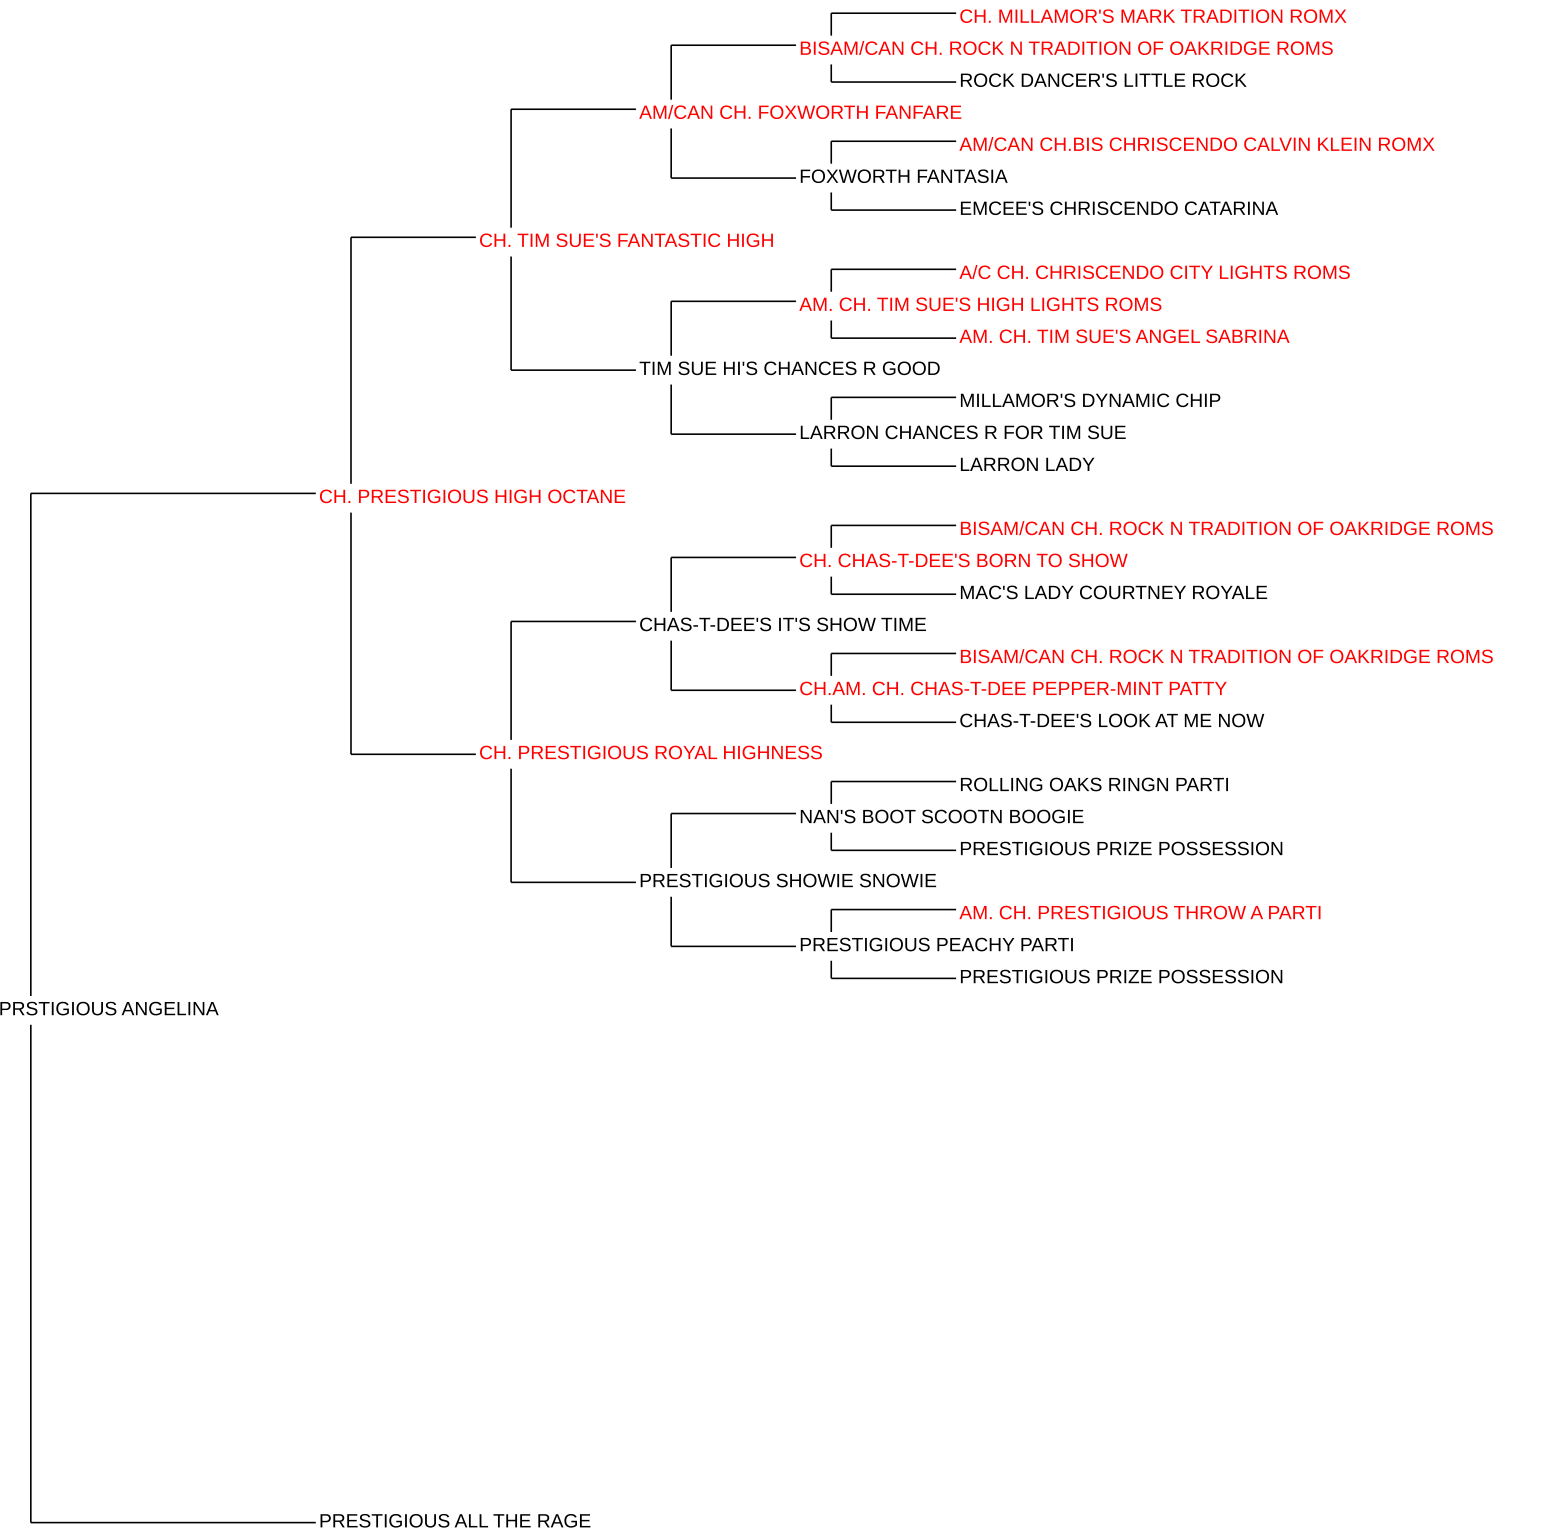 CH. MILLAMOR'S MARK TRADITION ROMX
BISAM/CAN CH. ROCK N TRADITION OF OAKRIDGE ROMS
ROCK DANCER'S LITTLE ROCK
AM/CAN CH. FOXWORTH FANFARE
AM/CAN CH.BIS CHRISCENDO CALVIN KLEIN ROMX
FOXWORTH FANTASIA
EMCEE'S CHRISCENDO CATARINA
CH. TIM SUE'S FANTASTIC HIGH
A/C CH. CHRISCENDO CITY LIGHTS ROMS
AM. CH. TIM SUE'S HIGH LIGHTS ROMS
AM. CH. TIM SUE'S ANGEL SABRINA
TIM SUE HI'S CHANCES R GOOD
MILLAMOR'S DYNAMIC CHIP
LARRON CHANCES R FOR TIM SUE
LARRON LADY
CH. PRESTIGIOUS HIGH OCTANE
BISAM/CAN CH. ROCK N TRADITION OF OAKRIDGE ROMS
CH. CHAS-T-DEE'S BORN TO SHOW
MAC'S LADY COURTNEY ROYALE
CHAS-T-DEE'S IT'S SHOW TIME
BISAM/CAN CH. ROCK N TRADITION OF OAKRIDGE ROMS
CH.AM. CH. CHAS-T-DEE PEPPER-MINT PATTY
CHAS-T-DEE'S LOOK AT ME NOW
CH. PRESTIGIOUS ROYAL HIGHNESS
ROLLING OAKS RINGN PARTI
NAN'S BOOT SCOOTN BOOGIE
PRESTIGIOUS PRIZE POSSESSION
PRESTIGIOUS SHOWIE SNOWIE
AM. CH. PRESTIGIOUS THROW A PARTI
PRESTIGIOUS PEACHY PARTI
PRESTIGIOUS PRIZE POSSESSION
PRSTIGIOUS ANGELINA
PRESTIGIOUS ALL THE RAGE